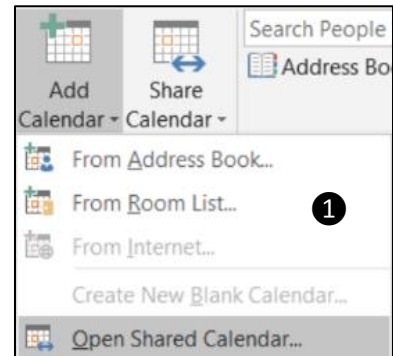 Search People
Address Bo
Add
Calendar
Share
Calendar
From Address Book...
From Room List...
1
From Internet...
Create New Blank Calendar...
Open Shared Calendar...